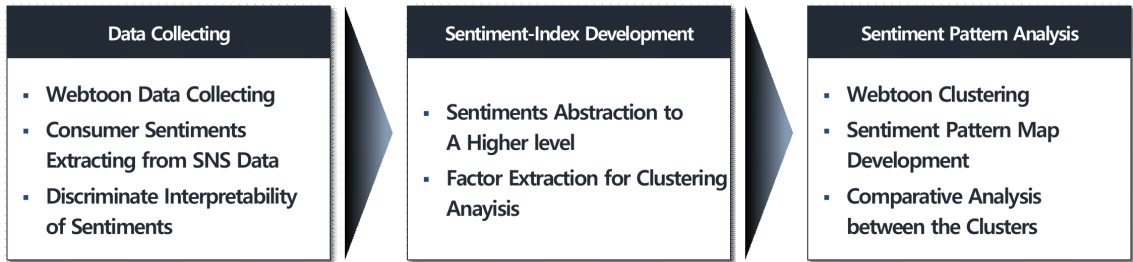 Data Collecting
▪ Webtoon Data Collecting
▪ Consumer Sentiments
Extracting from SNS Data
▪ Discriminate Interpretability
of Sentiments
Sentiment-Index Development
▪ Sentiments Abstraction to
A Higher level
▪ Factor Extraction for Clustering
Anayisis
Sentiment Pattern Analysis
▪ Webtoon Clustering
▪ Sentiment Pattern Map
Development
▪ Comparative Analysis
between the Clusters